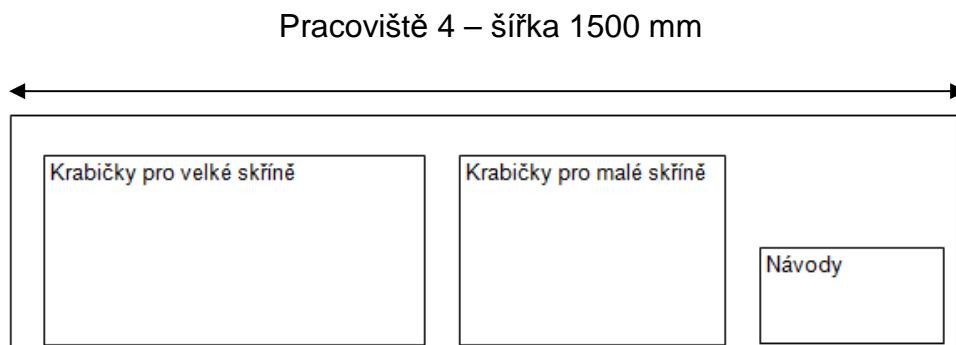 Pracoviště 4 – šířka 1500 mm
Krabičky pro velké skříně
Krabičky pro malé skříně
Návody